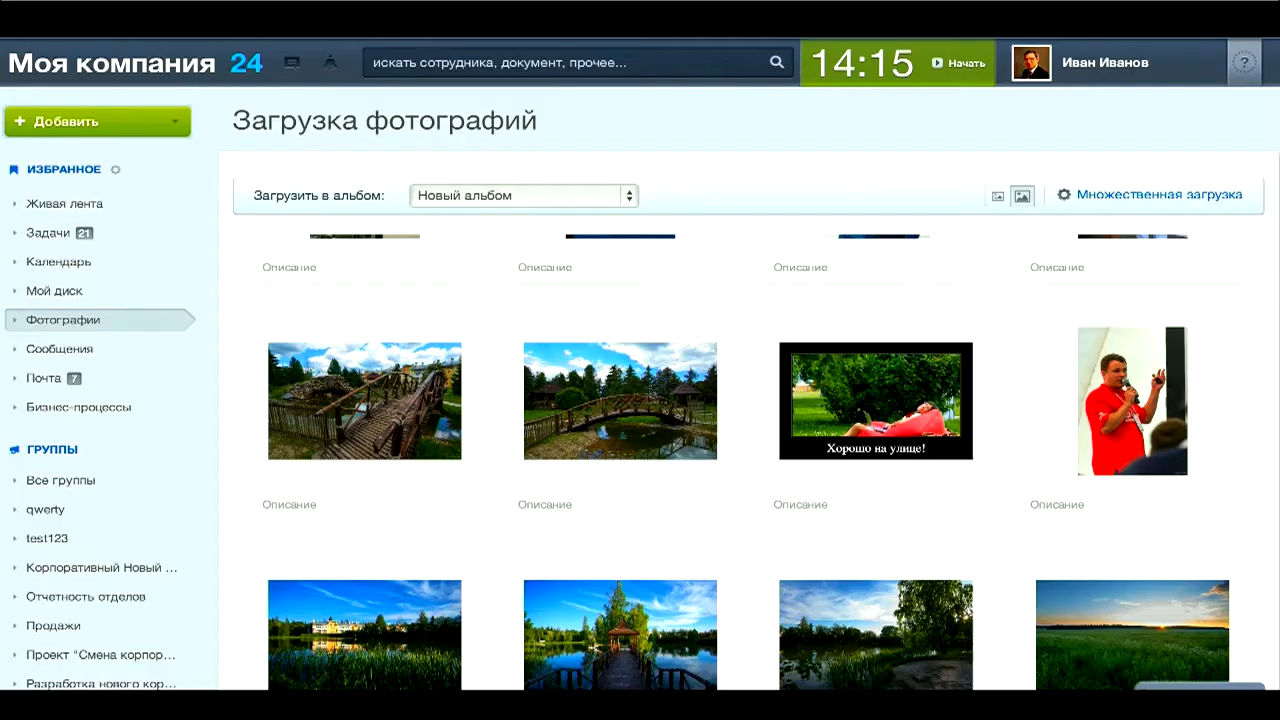 Моя компания 24
искать сотрудника, документ, прочее...
14:15
Начать
Иван Иванов
?
+ Добавить
Загрузка фотографий
ИЗБРАННОЕ
Живая лента
Задачи 21
Календарь
Мой диск
Фотографии
Сообщения
Почта 7
Бизнес-процессы
ГРУППЫ
Все группы
qwerty
test123
Корпоративный Новый ...
Отчетность отделов
Продажи
Проект "Смена корпор...
Разработка нового кор...
Загрузить в альбом:
Новый альбом
Множественная загрузка
Описание
Описание
Описание
Описание
Хорошо на улице!
Описание
Описание
Описание
Описание